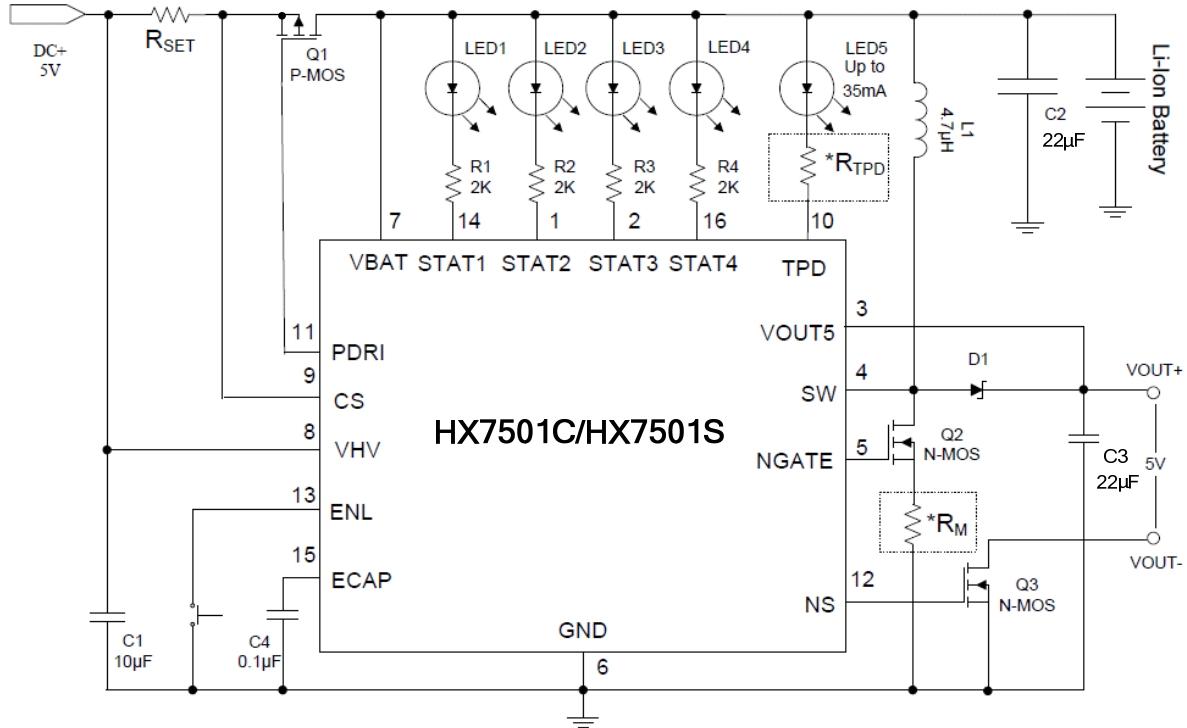 DC+
5V
RSET
Q1
P-MOS
LED1
LED2
LED3
LED4
LED5
Up to
35mA
R1
2K
R2
2K
R3
2K
R4
2K
*RTPD
L1
4.7μH
C2
22μF
Li-Ion Battery
7
14
1
2
16
10
VBAT
STAT1
STAT2
STAT3
STAT4
TPD
11
PDRI
9
CS
8
VHV
13
ENL
15
ECAP
HX7501C/HX7501S
3
VOUT5
4
SW
5
NGATE
12
NS
GND
6
D1
VOUT+
Q2
N-MOS
C3
22μF
5V
*RM
VOUT-
Q3
N-MOS
C1
10μF
C4
0.1μF